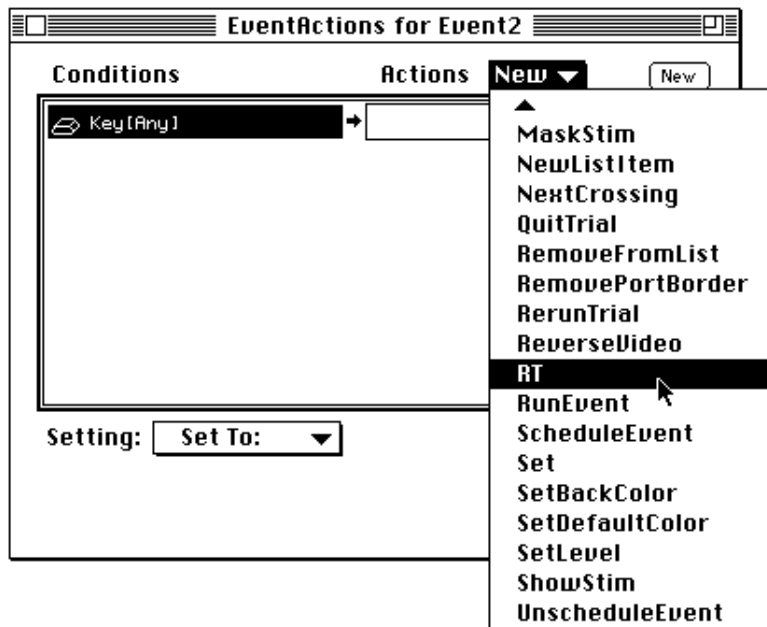 EventActions for Event2
Conditions Actions New New
Key[Any]
MaskStim
NewListItem
NextCrossing
QuitTrial
RemoveFromList
RemovePortBorder
RerunTrial
ReverseVideo
RT
RunEvent
Setting: Set To:
ScheduleEvent
Set
SetBackColor
SetDefaultColor
SetLevel
ShowStim
UnscheduleEvent